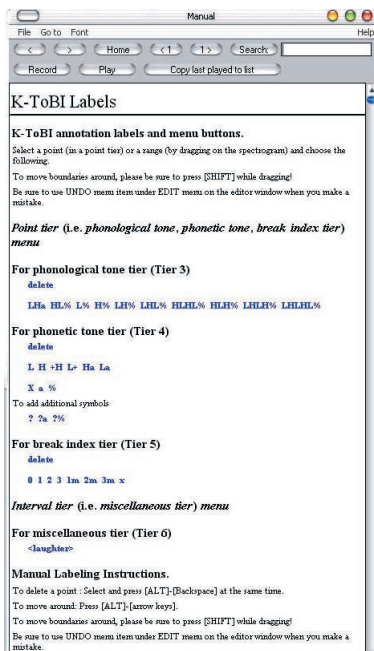 Manual
File Go to Font Help
< > Home < 1 1 > Search:
Record Play Copy last played to list
K-ToBI Labels
K-ToBI annotation labels and menu buttons.
Select a point (in a point tier) or a range (by dragging on the spectrogram) and choose the
following.
To move boundaries around, please be sure to press [SHIFT] while dragging!
Be sure to use UNDO menu item under EDIT menu on the editor window when you make a
mistake.
Point tier (i.e. phonological tone, phonetic tone, break index tier)
menu
For phonological tone tier (Tier 3)
delete
LHa HL% L% H% LH% LHL% HLHL% HLH% LHLH% LHLHL%
For phonetic tone tier (Tier 4)
delete
L H +H L+ Ha La
X a %
To add additional symbols
? ?a ?%
For break index tier (Tier 5)
delete
0 1 2 3 1m 2m 3m x
Interval tier (i.e. miscellaneous tier) menu
For miscellaneous tier (Tier 6)
<laughter>
Manual Labeling Instructions.
To delete a point : Select and press [ALT]-[Backspace] at the same time.
To move around: Press [ALT]-[arrow keys].
To move boundaries around, please be sure to press [SHIFT] while dragging!
Be sure to use UNDO menu item under EDIT menu on the editor window when you make a
mistake.